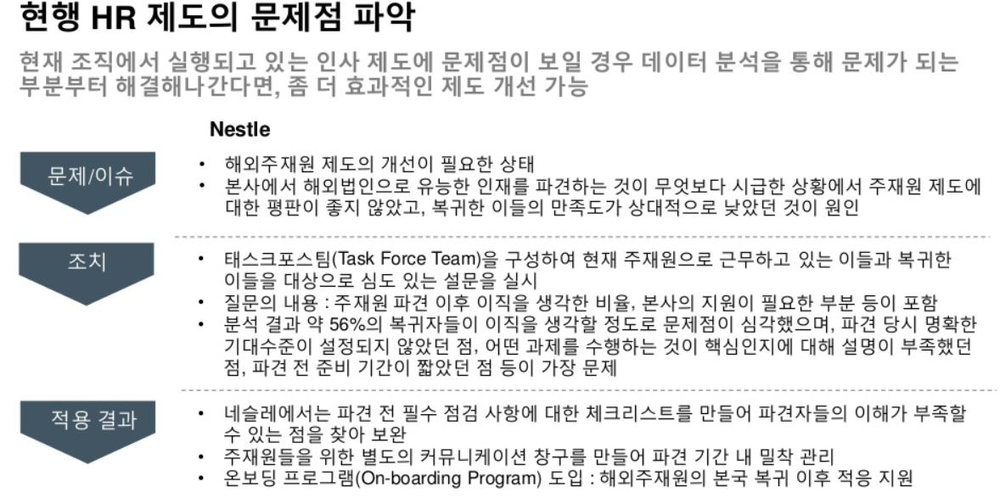 현행 HR 제도의 문제점 파악
현재 조직에서 실행되고 있는 인사 제도에 문제점이 보일 경우 데이터 분석을 통해 문제가 되는
부분부터 해결해나간다면, 좀 더 효과적인 제도 개선 가능
Nestle
문제/이슈
• 해외주재원 제도의 개선이 필요한 상태
• 본사에서 해외법인으로 유능한 인재를 파견하는 것이 무엇보다 시급한 상황에서 주재원 제도에
대한 평판이 좋지 않았고, 복귀한 이들의 만족도가 상대적으로 낮았던 것이 원인
조치
• 태스크포스팀(Task Force Team)을 구성하여 현재 주재원으로 근무하고 있는 이들과 복귀한
이들을 대상으로 심도 있는 설문을 실시
• 질문의 내용 : 주재원 파견 이후 이직을 생각한 비율, 본사의 지원이 필요한 부분 등이 포함
• 분석 결과 약 56%의 복귀자들이 이직을 생각할 정도로 문제점이 심각했으며, 파견 당시 명확한
기대수준이 설정되지 않았던 점, 어떤 과제를 수행하는 것이 핵심인지에 대해 설명이 부족했던
점, 파견 전 준비 기간이 짧았던 점 등이 가장 문제
적용 결과
• 네슬레에서는 파견 전 필수 점검 사항에 대한 체크리스트를 만들어 파견자들의 이해가 부족할
수 있는 점을 찾아 보완
• 주재원들을 위한 별도의 커뮤니케이션 창구를 만들어 파견 기간 내 밀착 관리
• 온보딩 프로그램(On-boarding Program) 도입 : 해외주재원의 본국 복귀 이후 적응 지원